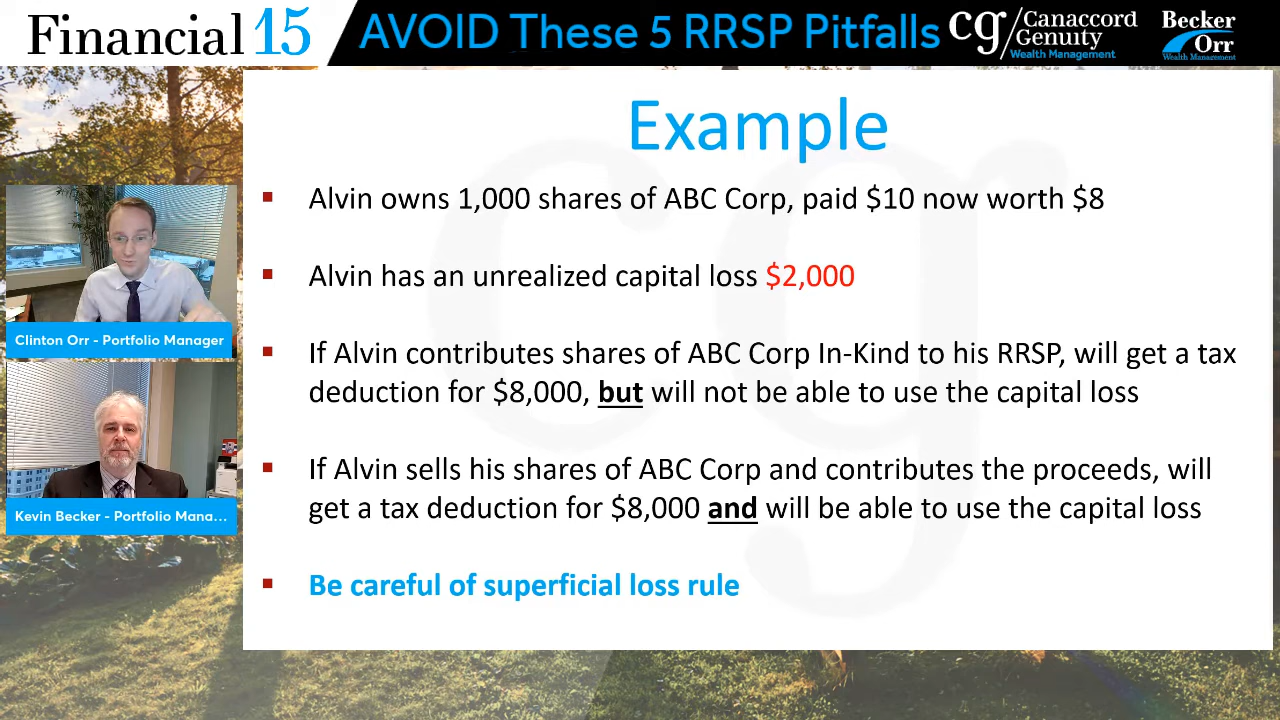 Financial 15
AVOID These 5 RRSP Pitfalls
cg/Canaccord
Genuity
Wealth Management
Becker
Orr
Wealth Management
Example
▪ Alvin owns 1,000 shares of ABC Corp, paid $10 now worth $8
▪ Alvin has an unrealized capital loss $2,000
▪ If Alvin contributes shares of ABC Corp In-Kind to his RRSP, will get a tax
deduction for $8,000, but will not be able to use the capital loss
▪ If Alvin sells his shares of ABC Corp and contributes the proceeds, will
get a tax deduction for $8,000 and will be able to use the capital loss
▪ Be careful of superficial loss rule
cg
Clinton Orr - Portfolio Manager
Kevin Becker - Portfolio Mana...